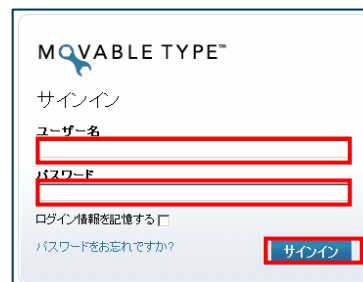 MOVABLE TYPE™
サインイン
ユーザー名
パスワード
ログイン情報を記憶する
パスワードをお忘れですか?
サインイン